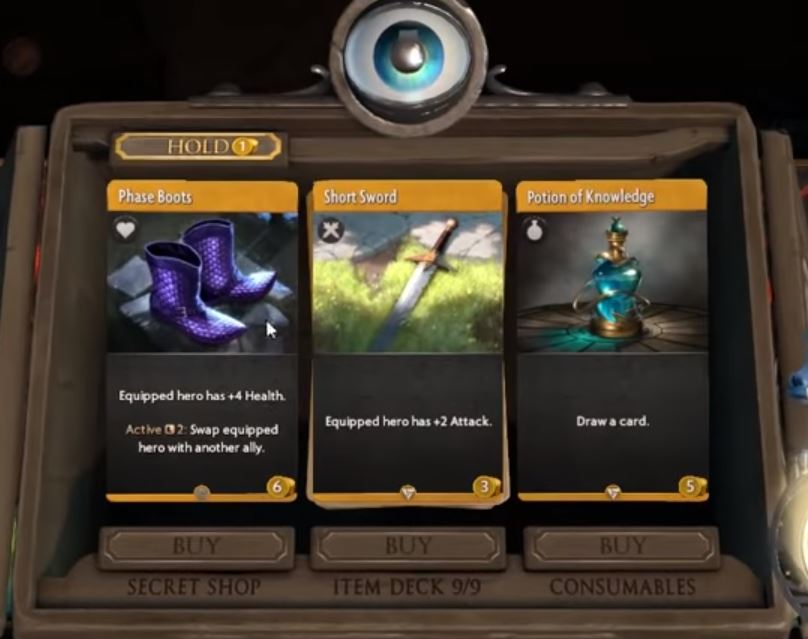 HOLD 1
Phase Boots
Equipped hero has +4 Health.
Active 2: Swap equipped
hero with another ally.
6
BUY
SECRET SHOP
Short Sword
Equipped hero has +2 Attack.
3
BUY
ITEM DECK 9/9
Potion of Knowledge
Draw a card.
5
BUY
CONSUMABLES